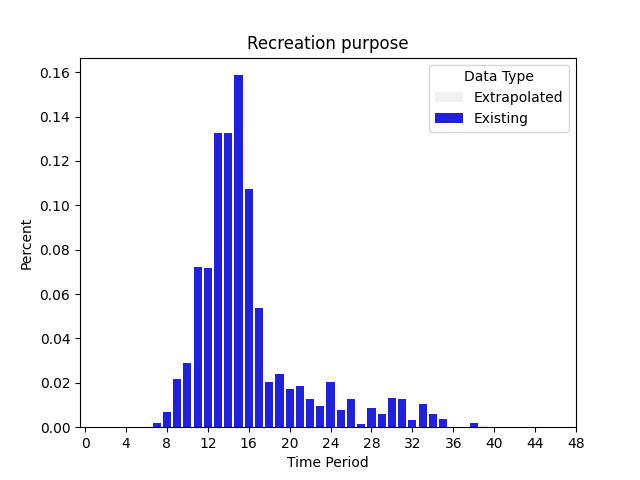 Recreation purpose
Data Type
Extrapolated
Existing
0.16
0.14
0.12
0.10
0.08
0.06
0.04
0.02
0.00
Percent
0 4 8 12 16 20 24 28 32 36 40 44 48
Time Period